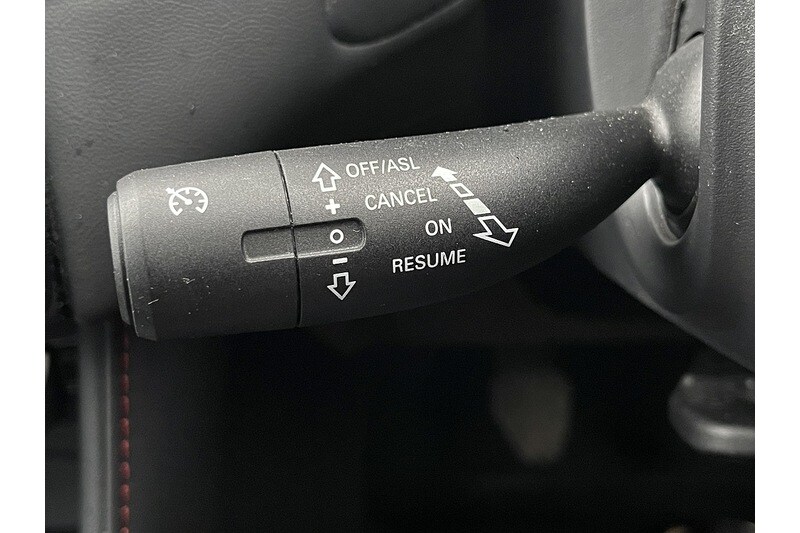 OFF/ASL
+ CANCEL
O ON
- RESUME